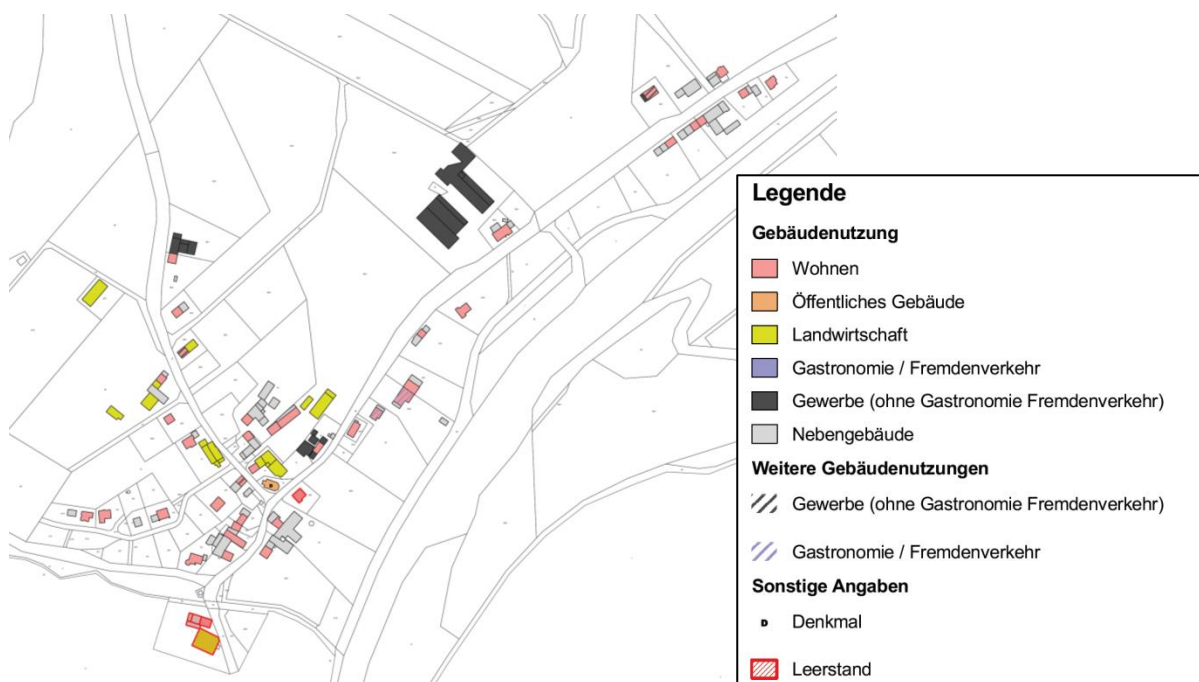 Legende
Gebäudenutzung
Wohnen
Öffentliches Gebäude
Landwirtschaft
Gastronomie / Fremdenverkehr
Gewerbe (ohne Gastronomie Fremdenverkehr)
Nebengebäude
Weitere Gebäudenutzungen
Gewerbe (ohne Gastronomie Fremdenverkehr)
Gastronomie / Fremdenverkehr
Sonstige Angaben
D Denkmal
Leerstand